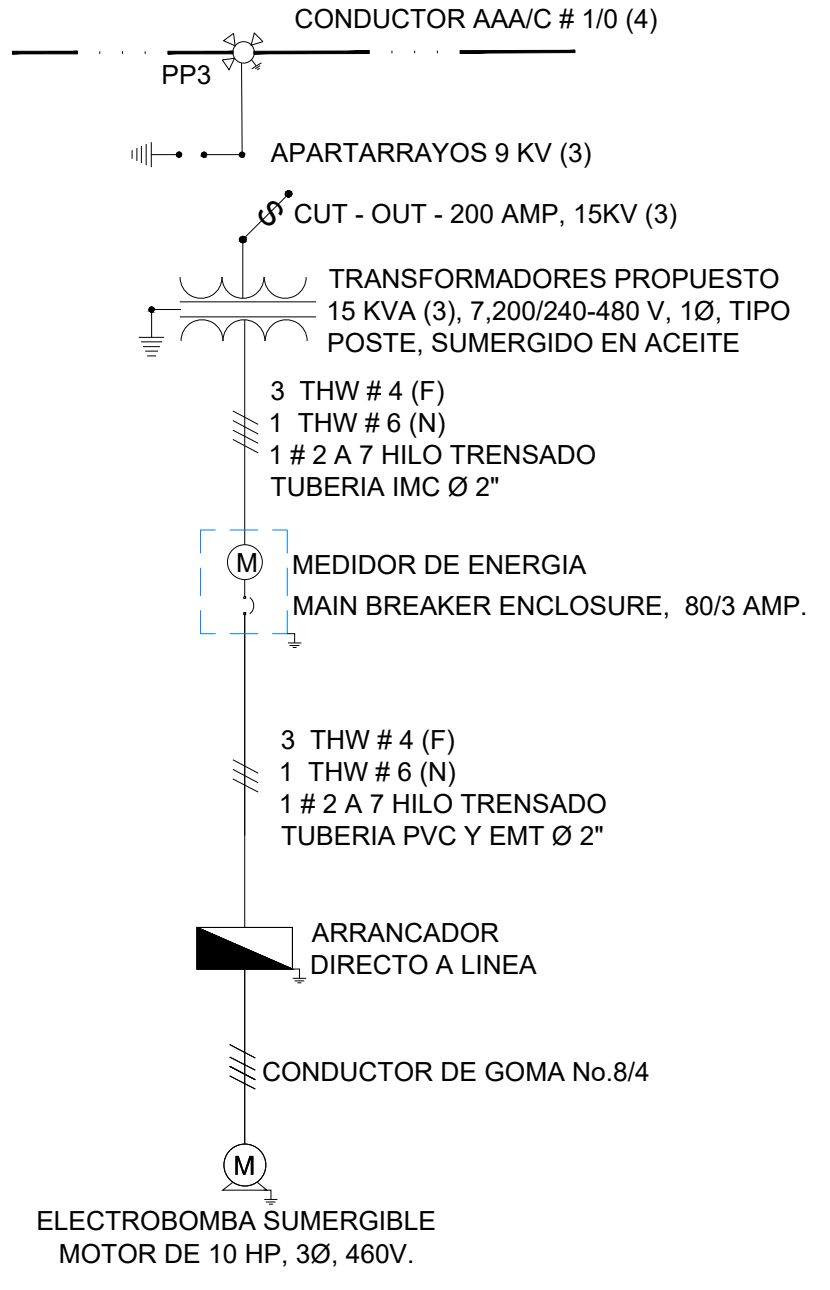 CONDUCTOR AAA/C # 1/0 (4)
PP3
APARTARRAYOS 9 KV (3)
CUT - OUT - 200 AMP, 15KV (3)
TRANSFORMADORES PROPUESTO
15 KVA (3), 7,200/240-480 V, 1Ø, TIPO
POSTE, SUMERGIDO EN ACEITE
3 THW # 4 (F)
1 THW # 6 (N)
1 # 2 A 7 HILO TRENSADO
TUBERIA IMC Ø 2"
M
MEDIDOR DE ENERGIA
MAIN BREAKER ENCLOSURE, 80/3 AMP.
3 THW # 4 (F)
1 THW # 6 (N)
1 # 2 A 7 HILO TRENSADO
TUBERIA PVC Y EMT Ø 2"
ARRANCADOR
DIRECTO A LINEA
CONDUCTOR DE GOMA No.8/4
M
ELECTROBOMBA SUMERGIBLE
MOTOR DE 10 HP, 3Ø, 460V.